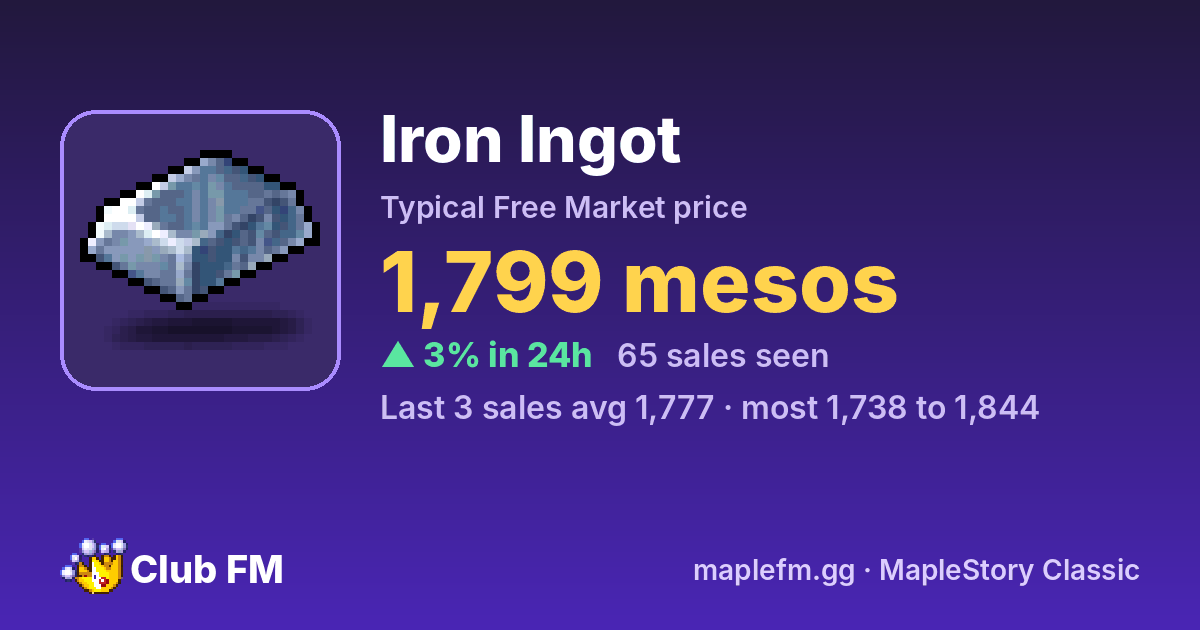 Iron Ingot
Typical Free Market price
1,799 mesos
▲ 3% in 24h 65 sales seen
Last 3 sales avg 1,777 · most 1,738 to 1,844
Club FM
maplefm.gg · MapleStory Classic